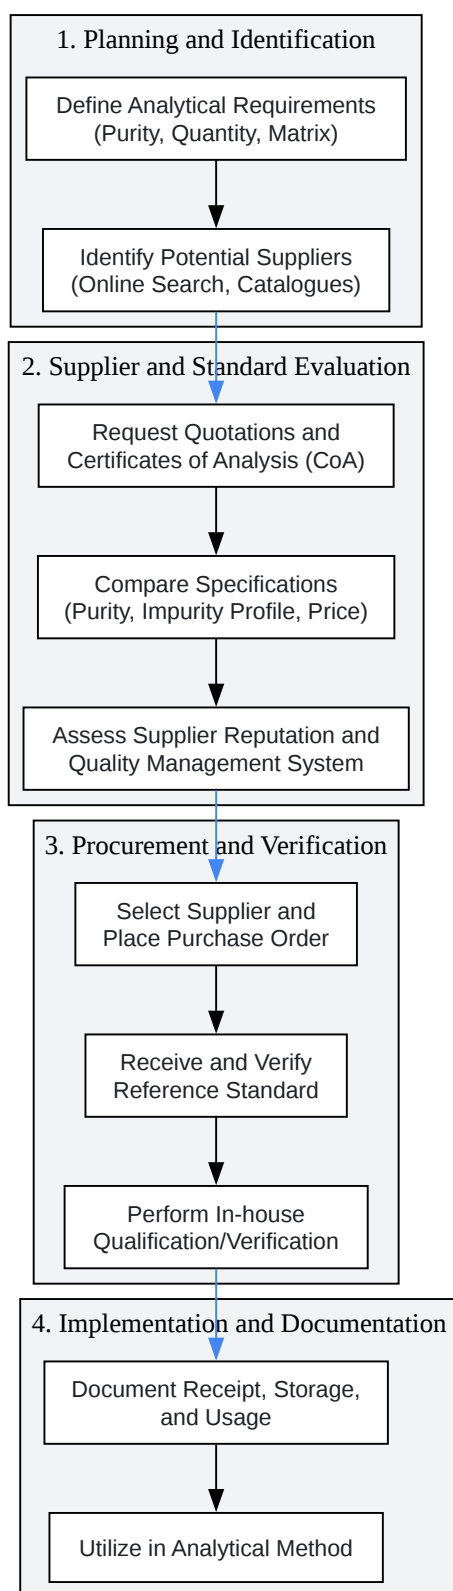 1. Planning and Identification
Define Analytical Requirements
(Purity, Quantity, Matrix)
Identify Potential Suppliers
(Online Search, Catalogues)
2. Supplier and Standard Evaluation
Request Quotations and
Certificates of Analysis (CoA)
Compare Specifications
(Purity, Impurity Profile, Price)
Assess Supplier Reputation and
Quality Management System
3. Procurement and Verification
Select Supplier and
Place Purchase Order
Receive and Verify
Reference Standard
Perform In-house
Qualification/Verification
4. Implementation and Documentation
Document Receipt, Storage,
and Usage
Utilize in Analytical Method